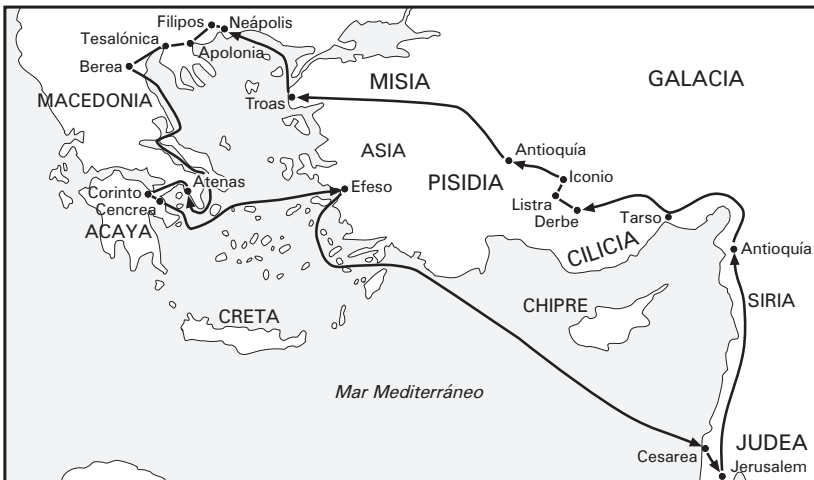 Filipos
Neápolis
Tesalónica
Apolonia
Berea
MISIA
GALACIA
MACEDONIA
Troas
ASIA
Antioquía
Atenas
Efeso
PISIDIA
Iconio
Corinto
Listra
Cencrea
Derbe
Tarso
ACAYA
CILICIA
Antioquía
CRETA
CHIPRE
SIRIA
Mar Mediterráneo
JUDEA
Cesarea
Jerusalem